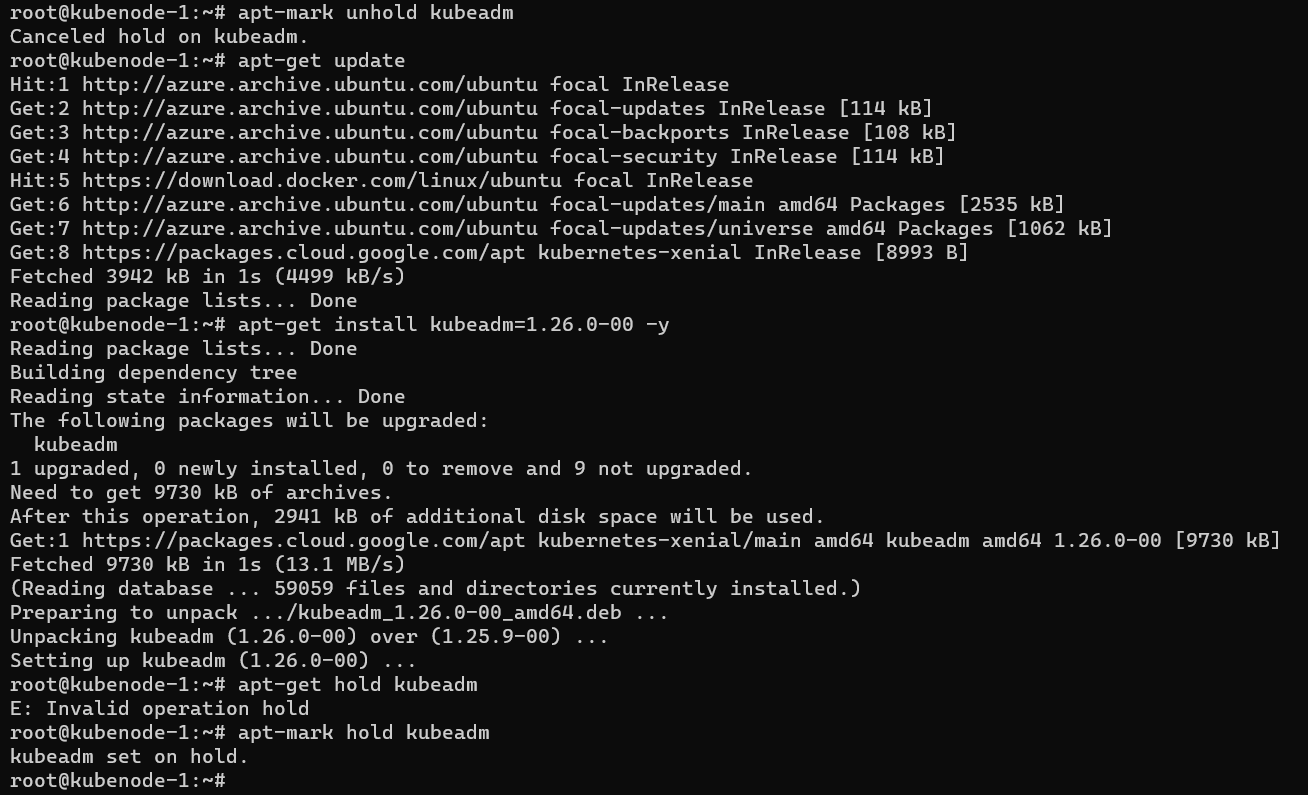 root@kubenode-1:~# apt-mark unhold kubeadm
Canceled hold on kubeadm.
root@kubenode-1:~# apt-get update
Hit:1 http://azure.archive.ubuntu.com/ubuntu focal InRelease
Get:2 http://azure.archive.ubuntu.com/ubuntu focal-updates InRelease [114 kB]
Get:3 http://azure.archive.ubuntu.com/ubuntu focal-backports InRelease [108 kB]
Get:4 http://azure.archive.ubuntu.com/ubuntu focal-security InRelease [114 kB]
Hit:5 https://download.docker.com/linux/ubuntu focal InRelease
Get:6 http://azure.archive.ubuntu.com/ubuntu focal-updates/main amd64 Packages [2535 kB]
Get:7 http://azure.archive.ubuntu.com/ubuntu focal-updates/universe amd64 Packages [1062 kB]
Get:8 https://packages.cloud.google.com/apt kubernetes-xenial InRelease [8993 B]
Fetched 3942 kB in 1s (4499 kB/s)
Reading package lists... Done
root@kubenode-1:~# apt-get install kubeadm=1.26.0-00 -y
Reading package lists... Done
Building dependency tree
Reading state information... Done
The following packages will be upgraded:
  kubeadm
1 upgraded, 0 newly installed, 0 to remove and 9 not upgraded.
Need to get 9730 kB of archives.
After this operation, 2941 kB of additional disk space will be used.
Get:1 https://packages.cloud.google.com/apt kubernetes-xenial/main amd64 kubeadm amd64 1.26.0-00 [9730 kB]
Fetched 9730 kB in 1s (13.1 MB/s)
(Reading database ... 59059 files and directories currently installed.)
Preparing to unpack .../kubeadm_1.26.0-00_amd64.deb ...
Unpacking kubeadm (1.26.0-00) over (1.25.9-00) ...
Setting up kubeadm (1.26.0-00) ...
root@kubenode-1:~# apt-get hold kubeadm
E: Invalid operation hold
root@kubenode-1:~# apt-mark hold kubeadm
kubeadm set on hold.
root@kubenode-1:~#